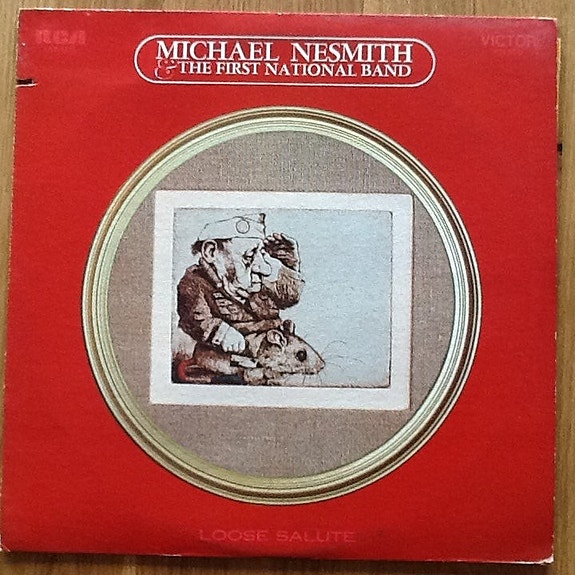 RCA
VICTOR
MICHAEL NESMITH
& THE FIRST NATIONAL BAND
LOOSE SALUTE